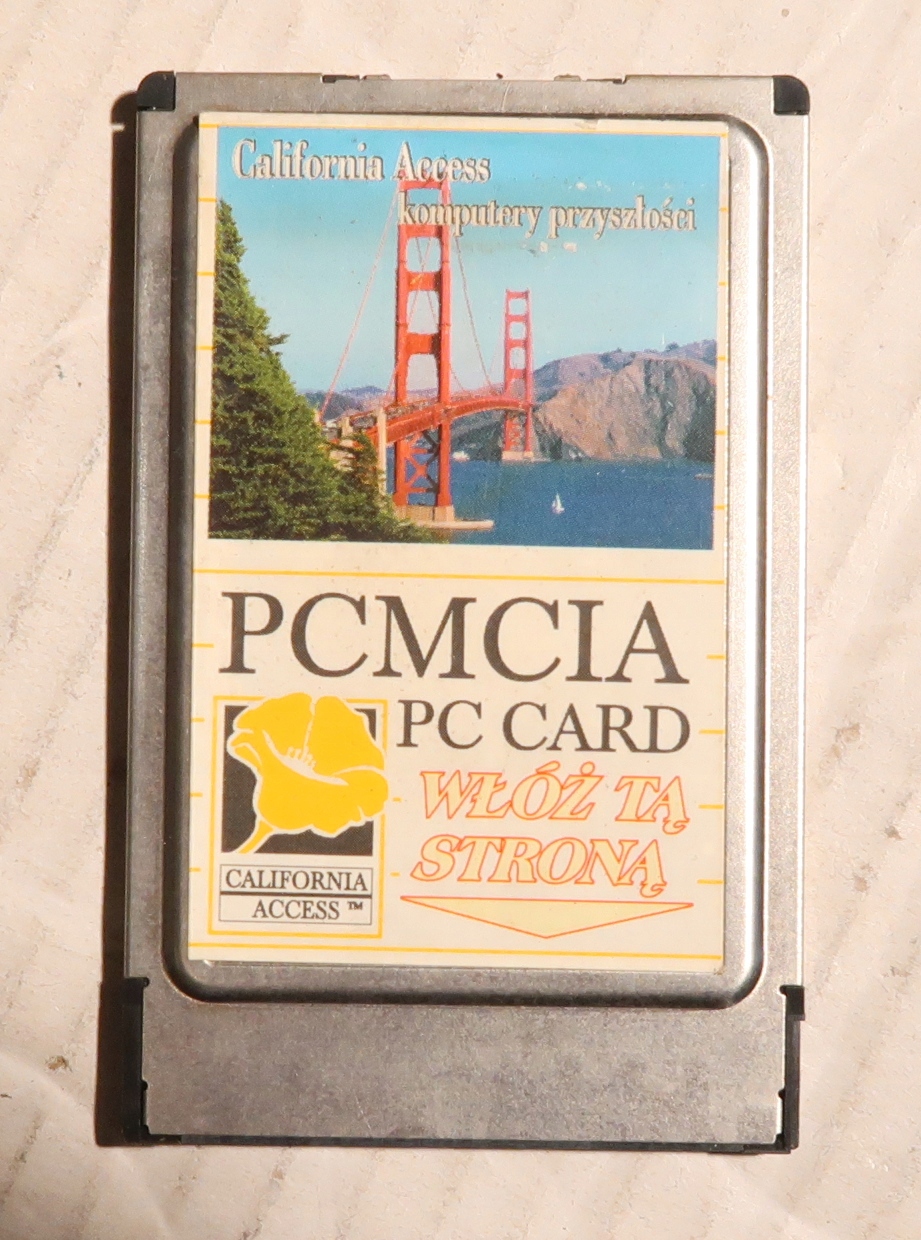 California Access
komputery przyszłości
PCMCIA
PC CARD
WŁÓŻ TĄ
STRONĄ
CALIFORNIA
ACCESS ™